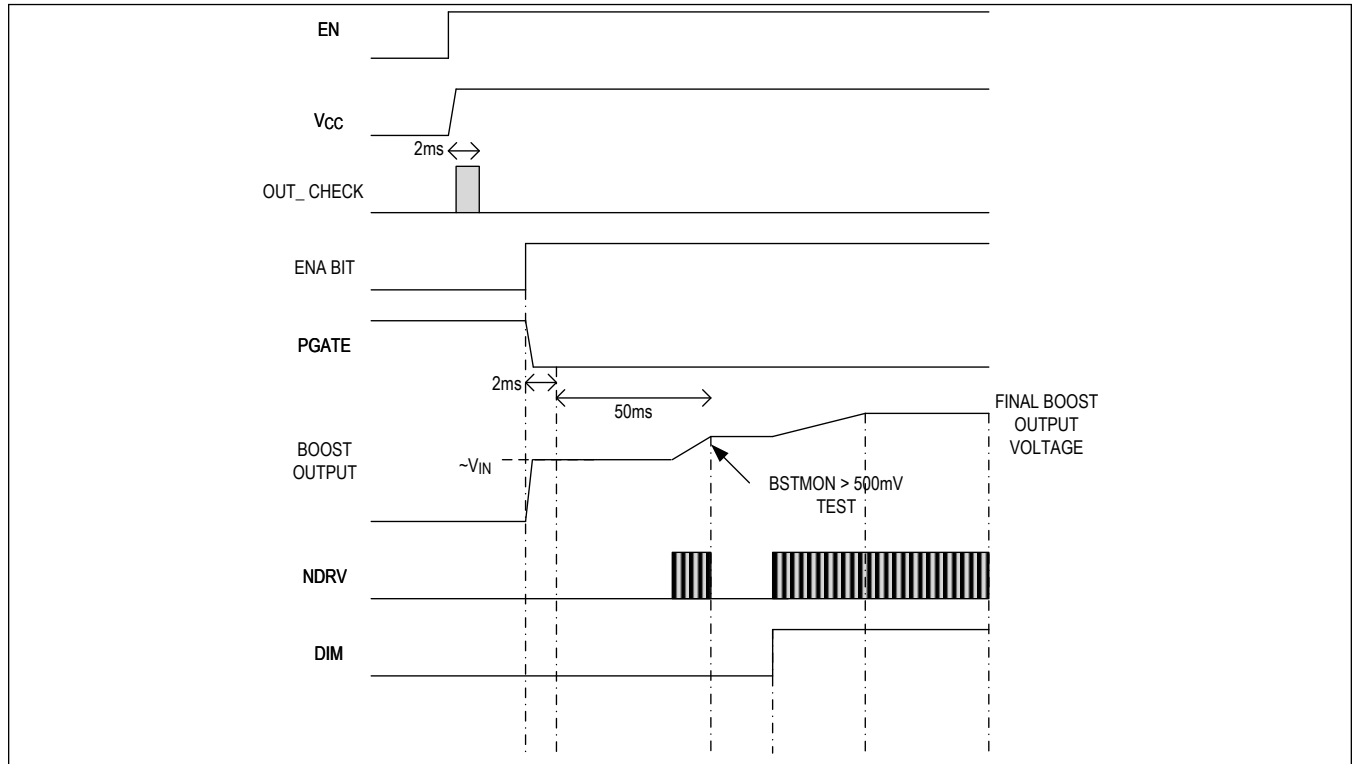 EN
VCC
2ms
OUT_ CHECK
ENA BIT
PGATE
2ms
50ms
FINAL BOOST
OUTPUT
VOLTAGE
BOOST
OUTPUT
~VIN
BSTMON > 500mV
TEST
NDRV
DIM